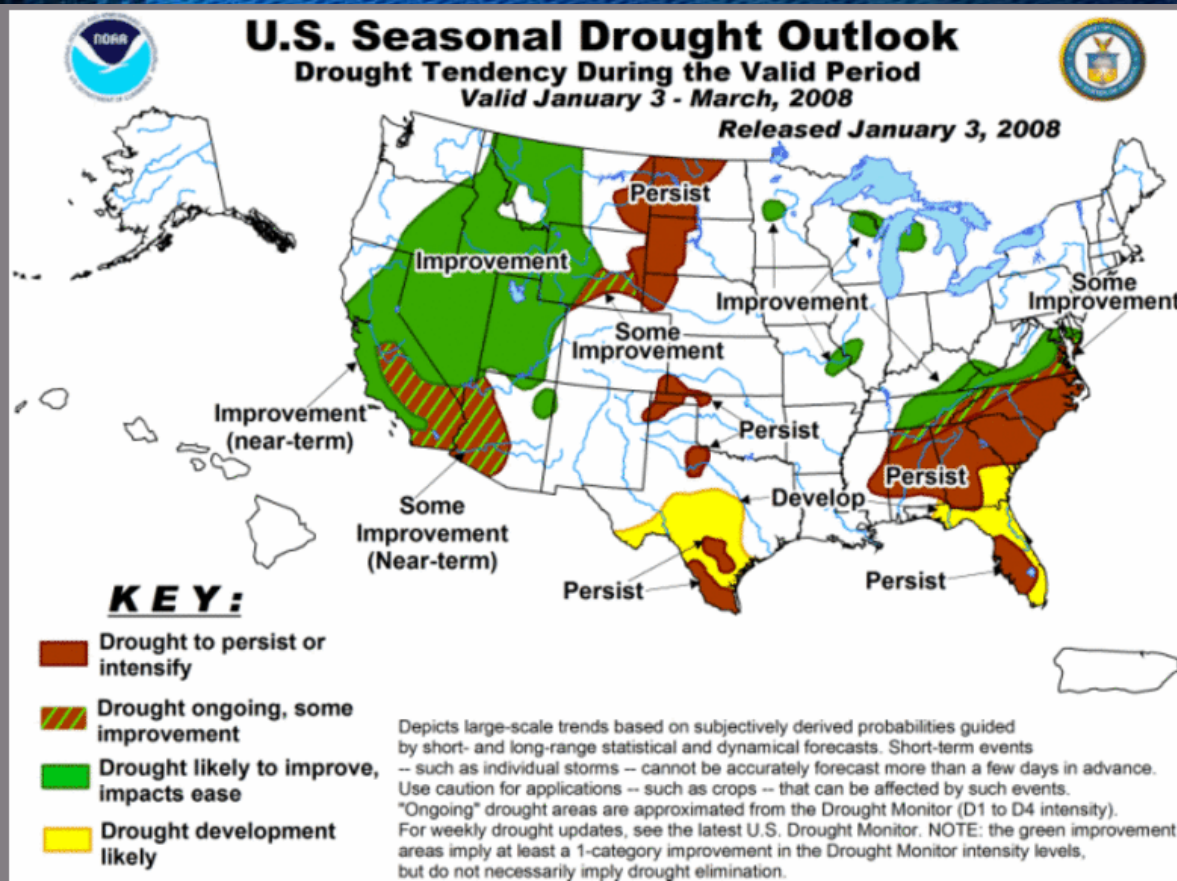 NOAA
U.S. Seasonal Drought Outlook
Drought Tendency During the Valid Period
Valid January 3 - March, 2008
Released January 3, 2008
Persist
Improvement
Some
Improvement
Improvement
Some
Improvement
Improvement
(near-term)
Persist
Some
Improvement
(Near-term)
Develop
Persist
Persist
Persist
KEY:
Drought to persist or
intensify
Drought ongoing, some
improvement
Drought likely to improve,
impacts ease
Drought development
likely
Depicts large-scale trends based on subjectively derived probabilities guided
by short- and long-range statistical and dynamical forecasts. Short-term events
-- such as individual storms -- cannot be accurately forecast more than a few days in advance.
Use caution for applications -- such as crops -- that can be affected by such events.
"Ongoing" drought areas are approximated from the Drought Monitor (D1 to D4 intensity).
For weekly drought updates, see the latest U.S. Drought Monitor. NOTE: the green improvement
areas imply at least a 1-category improvement in the Drought Monitor intensity levels,
but do not necessarily imply drought elimination.